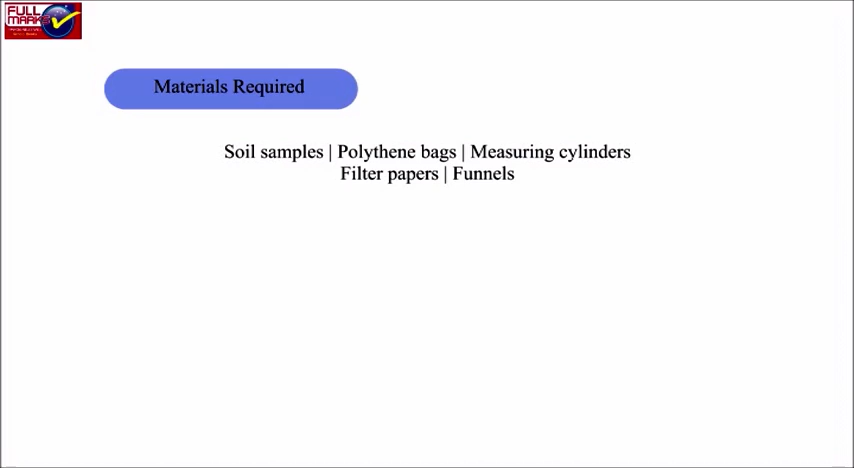 FULL
MARKS
Materials Required
Soil samples | Polythene bags | Measuring cylinders
Filter papers | Funnels